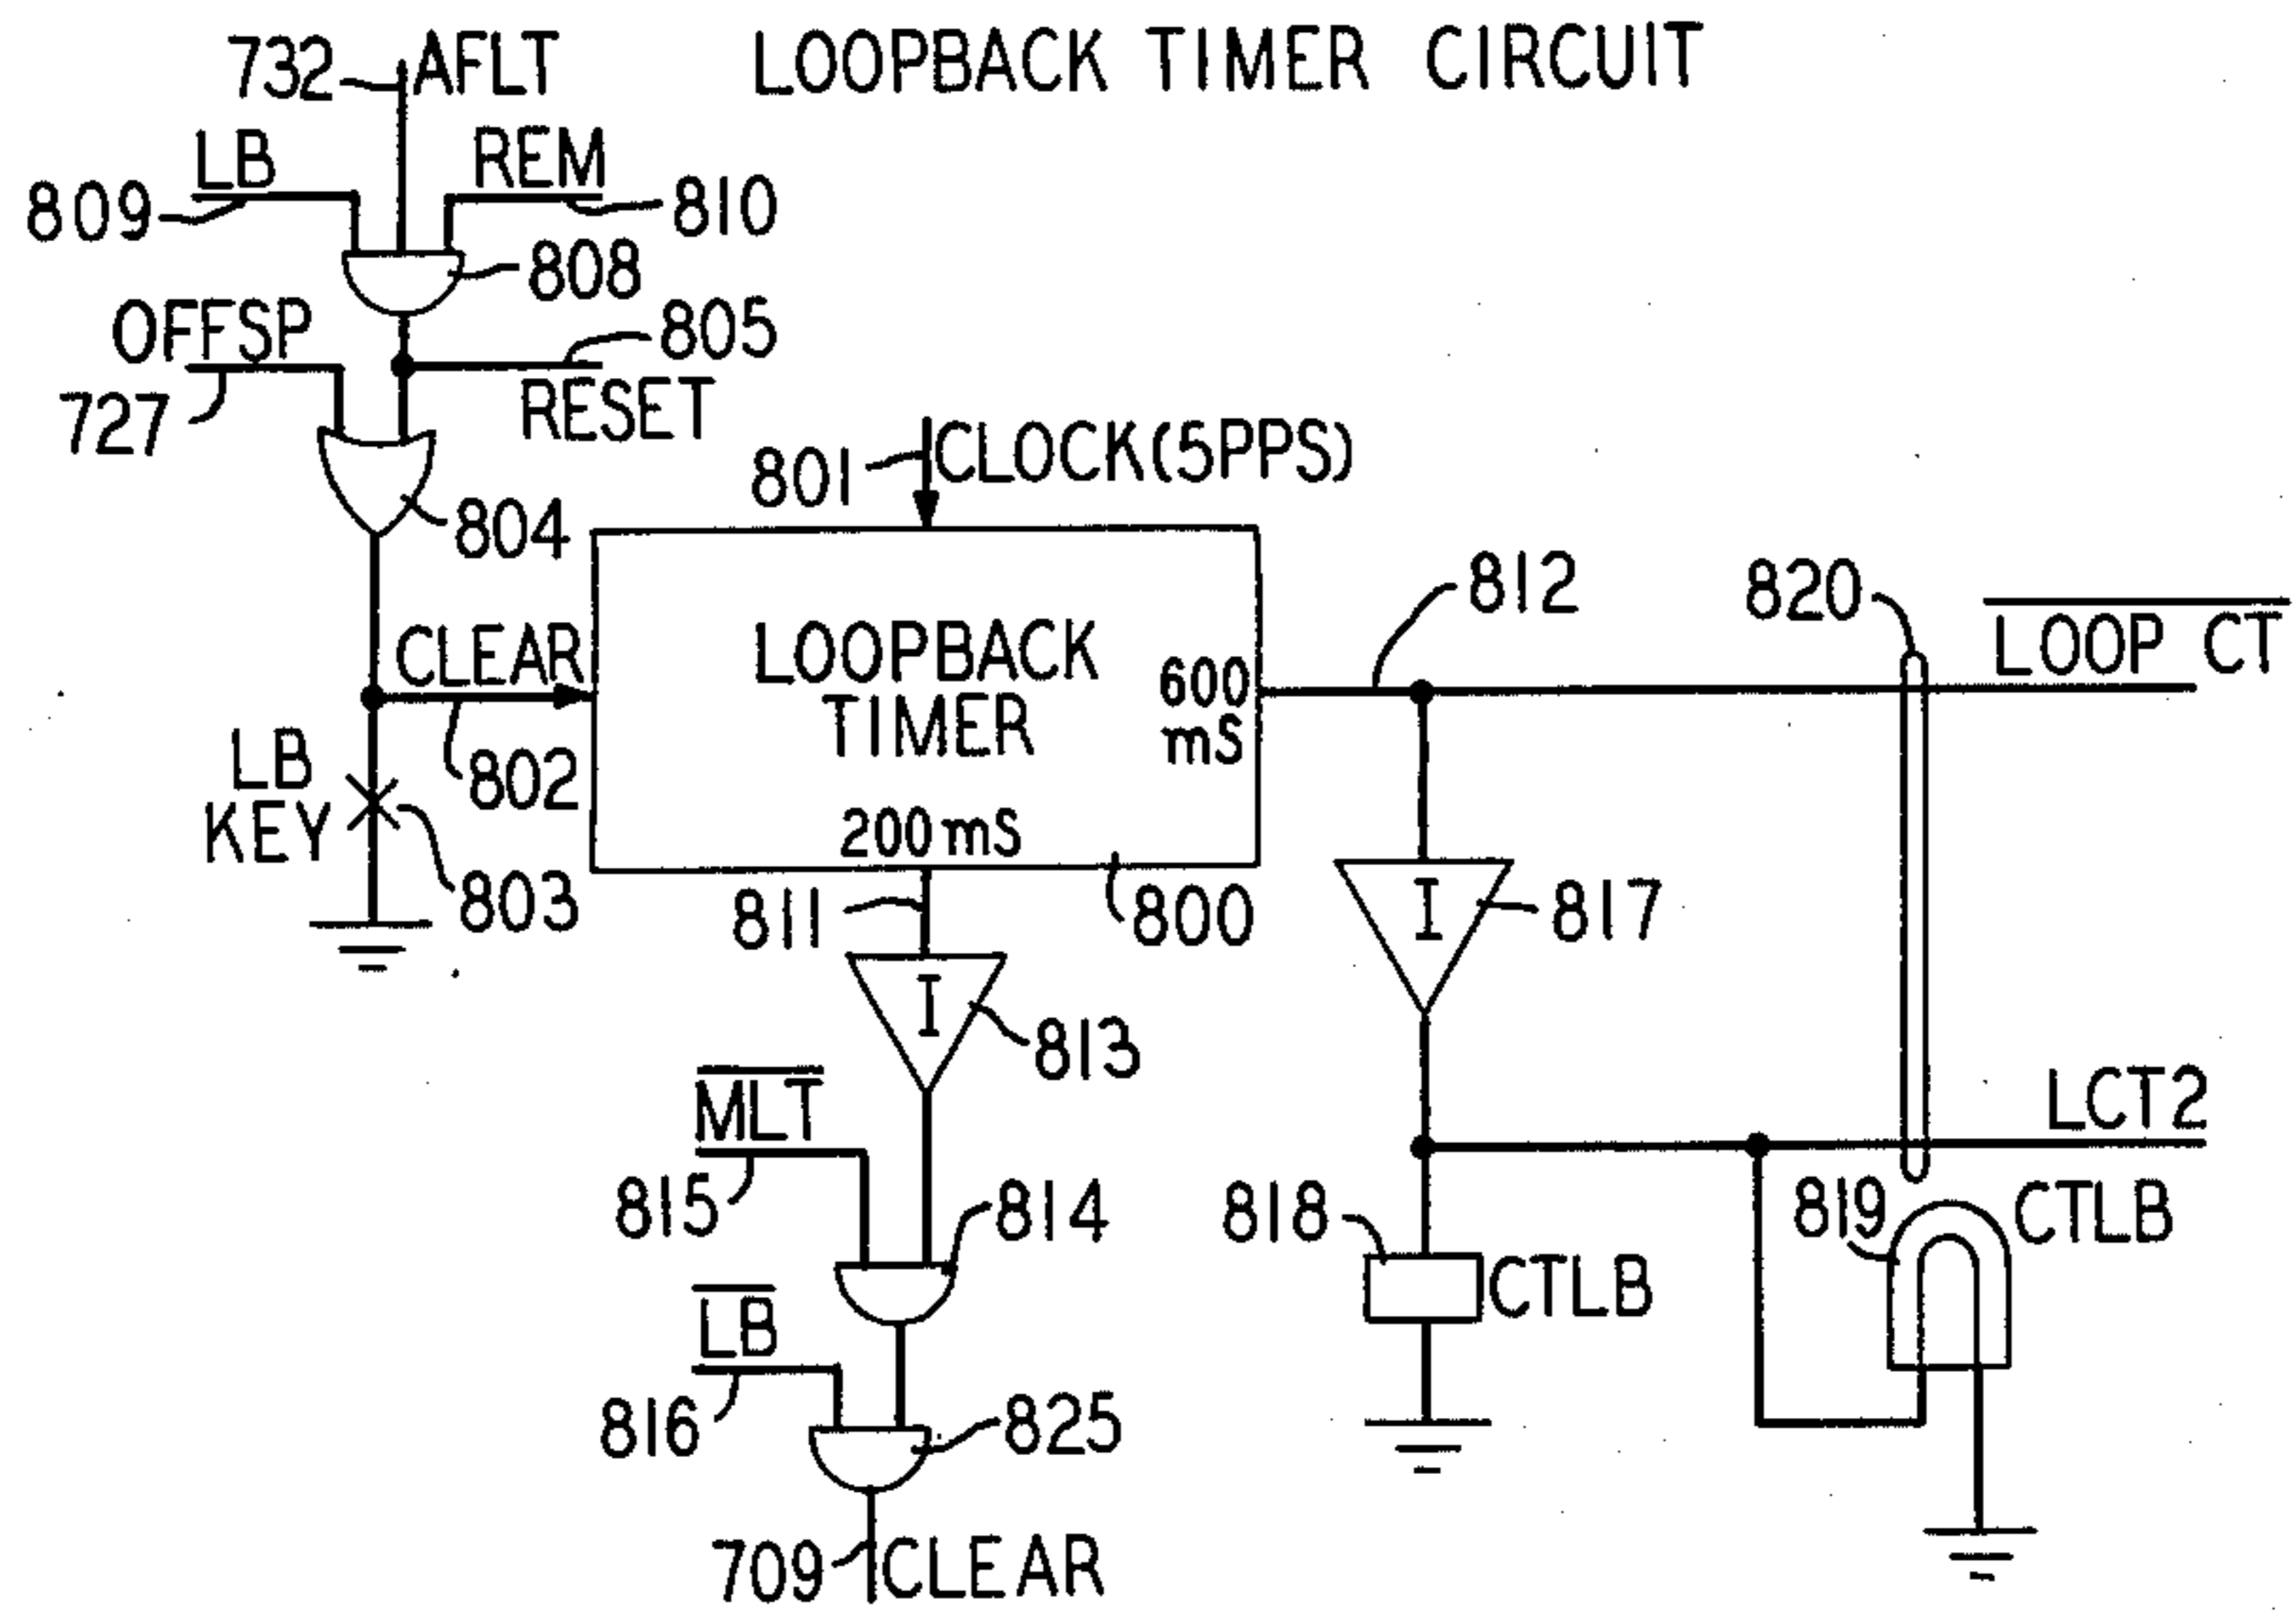 732 AFLT LOOPBACK TIMER CIRCUIT
LB REM
809 810
808
OFFSP 805
727 RESET
801 CLOCK(5PPS)
804
812 820 LOOP CT
CLEAR LOOPBACK 600
TIMER mS
LB 802
KEY 200 mS
803 811 800 I 817
I 813
MLT LCT2
815 814 818 819 CTLB
LB CTLB
816 825
709 CLEAR